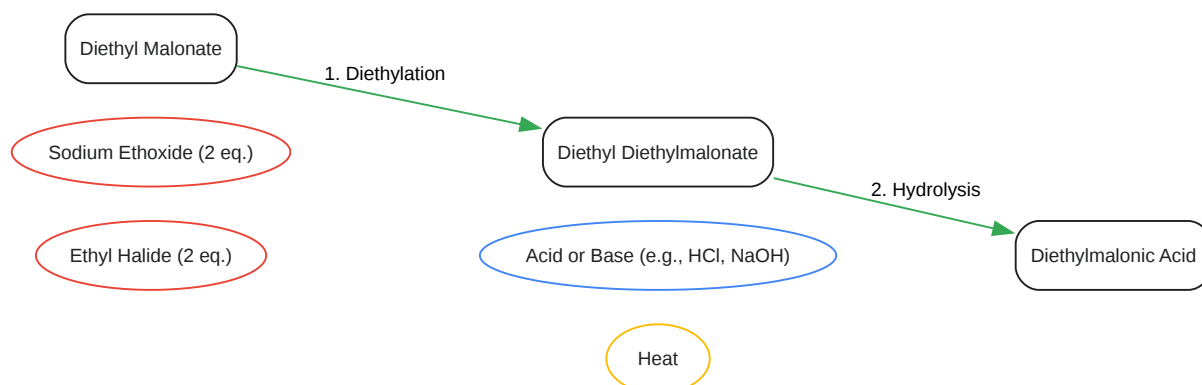 Diethyl Malonate
1. Diethylation
Sodium Ethoxide (2 eq.)
Diethyl Diethylmalonate
2. Hydrolysis
Ethyl Halide (2 eq.)
Acid or Base (e.g., HCl, NaOH)
Diethylmalonic Acid
Heat